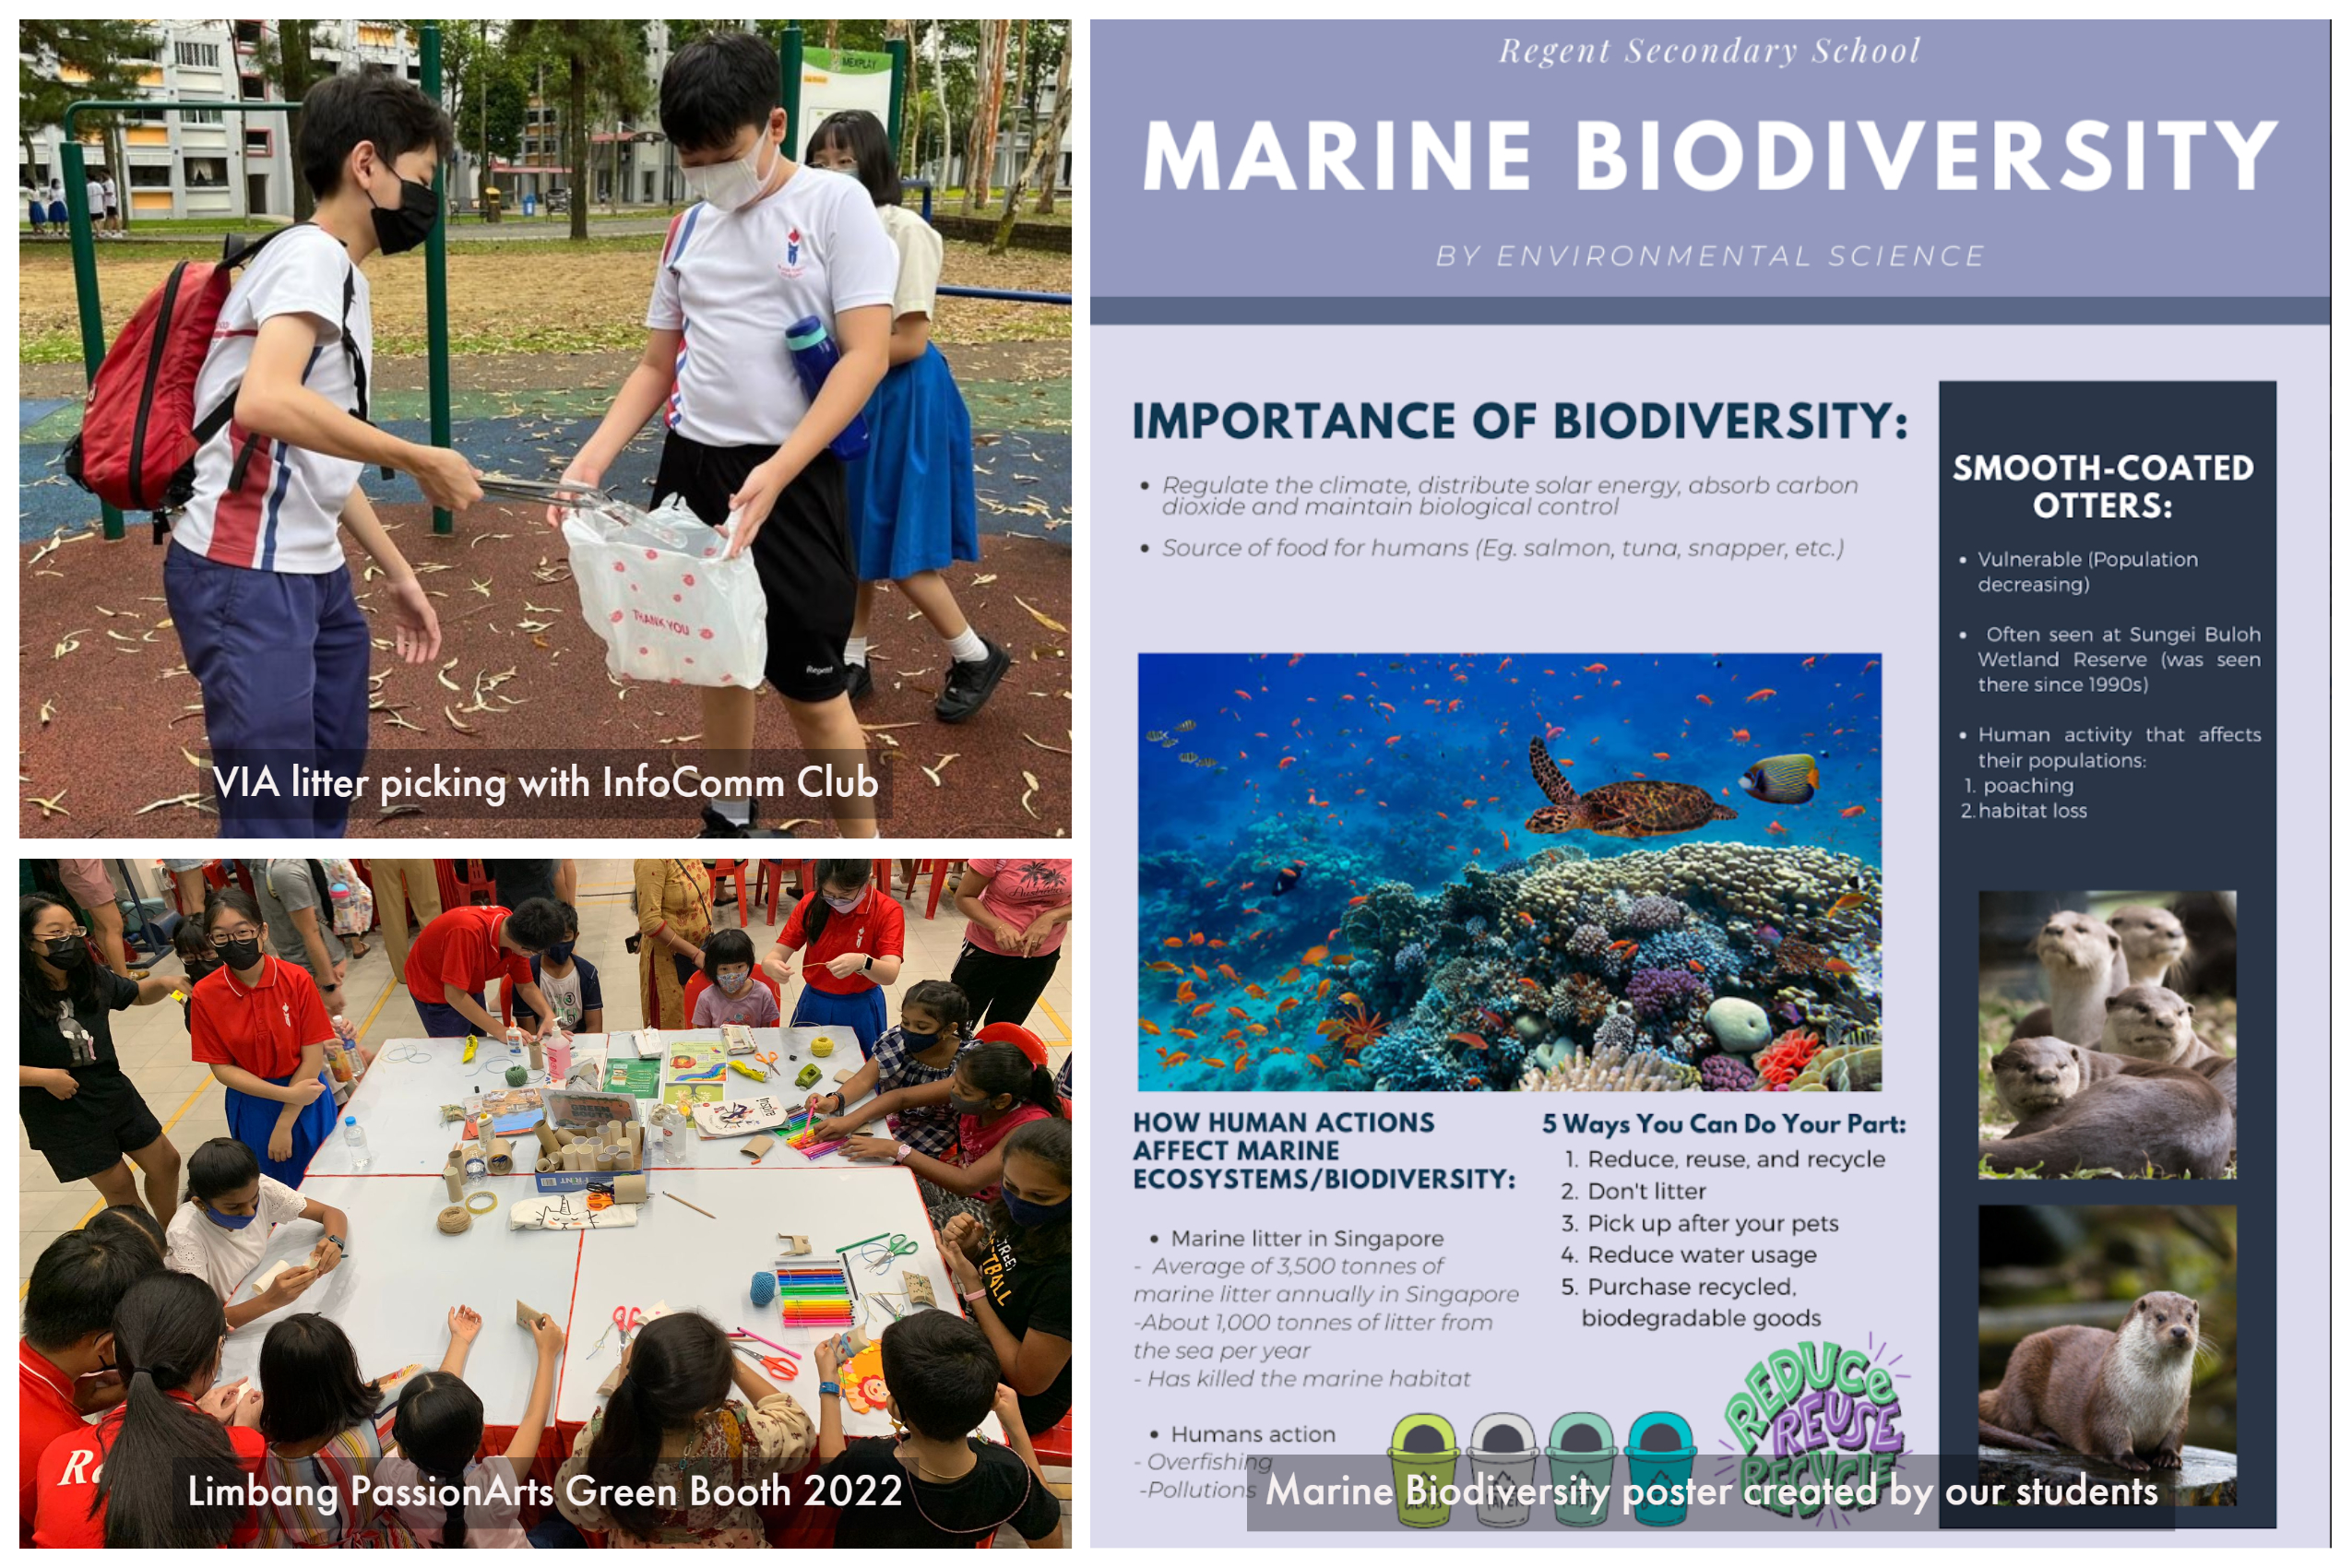 MEXPLAY
THANK YOU
Regent
VIA litter picking with InfoComm Club
Limbang PassionArts Green Booth 2022
Regent Secondary School
MARINE BIODIVERSITY
BY ENVIRONMENTAL SCIENCE
IMPORTANCE OF BIODIVERSITY:
• Regulate the climate, distribute solar energy, absorb carbon
dioxide and maintain biological control
• Source of food for humans (Eg. salmon, tuna, snapper, etc.)
HOW HUMAN ACTIONS
AFFECT MARINE
ECOSYSTEMS/BIODIVERSITY:
• Marine litter in Singapore
- Average of 3,500 tonnes of
marine litter annually in Singapore
-About 1,000 tonnes of litter from
the sea per year
- Has killed the marine habitat
• Humans action
- Overfishing
-Pollutions
5 Ways You Can Do Your Part:
1. Reduce, reuse, and recycle
2. Don't litter
3. Pick up after your pets
4. Reduce water usage
5. Purchase recycled,
biodegradable goods
REDUCE
REUSE
RECYCLE
SMOOTH-COATED
OTTERS:
• Vulnerable (Population
decreasing)
• Often seen at Sungei Buloh
Wetland Reserve (was seen
there since 1990s)
• Human activity that affects
their populations:
1. poaching
2. habitat loss
Marine Biodiversity poster created by our students